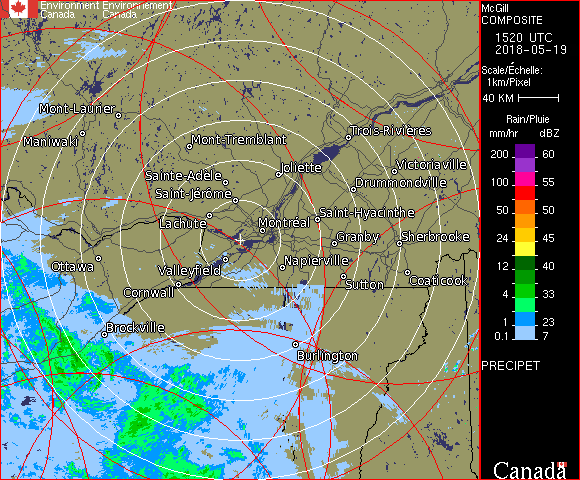 Environment Environnement
Canada Canada
Mont-Laurier
Maniwaki
Mont-Tremblant
Trois-Rivières
Joliette
Victoriaville
Sainte-Adèle
Drummondville
Saint-Jérôme
Saint-Hyacinthe
Lachute
Montréal
Granby
Sherbrooke
Ottawa
Valleyfield
Napierville
Coaticook
Cornwall
Sutton
Brockville
Burlington
McGill
COMPOSITE
1520 UTC
2018-05-19
Scale/Échelle:
1km/Pixel
40 KM
Rain/Pluie
mm/hr dBZ
200 60
155 55
100 55
50 50
24 45
12 40
4 33
1 23
0.1 7
PRECIPET
Canada